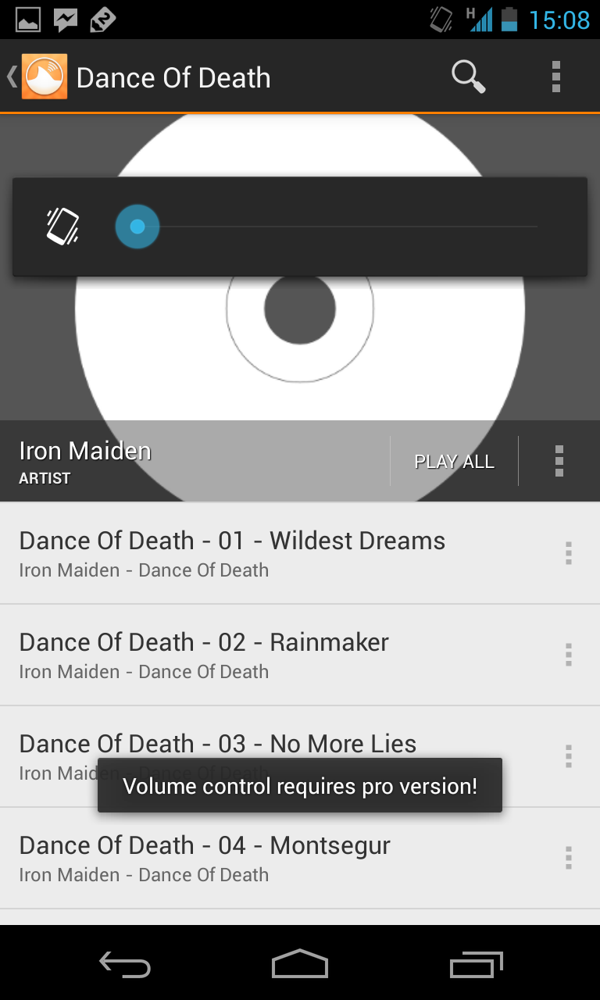 H 15:08
Dance Of Death
Iron Maiden
ARTIST
PLAY ALL
Dance Of Death - 01 - Wildest Dreams
Iron Maiden - Dance Of Death
Dance Of Death - 02 - Rainmaker
Iron Maiden - Dance Of Death
Dance Of Death - 03 - No More Lies
Iron Maiden - Dance Of Death
Volume control requires pro version!
Dance Of Death - 04 - Montsegur
Iron Maiden - Dance Of Death